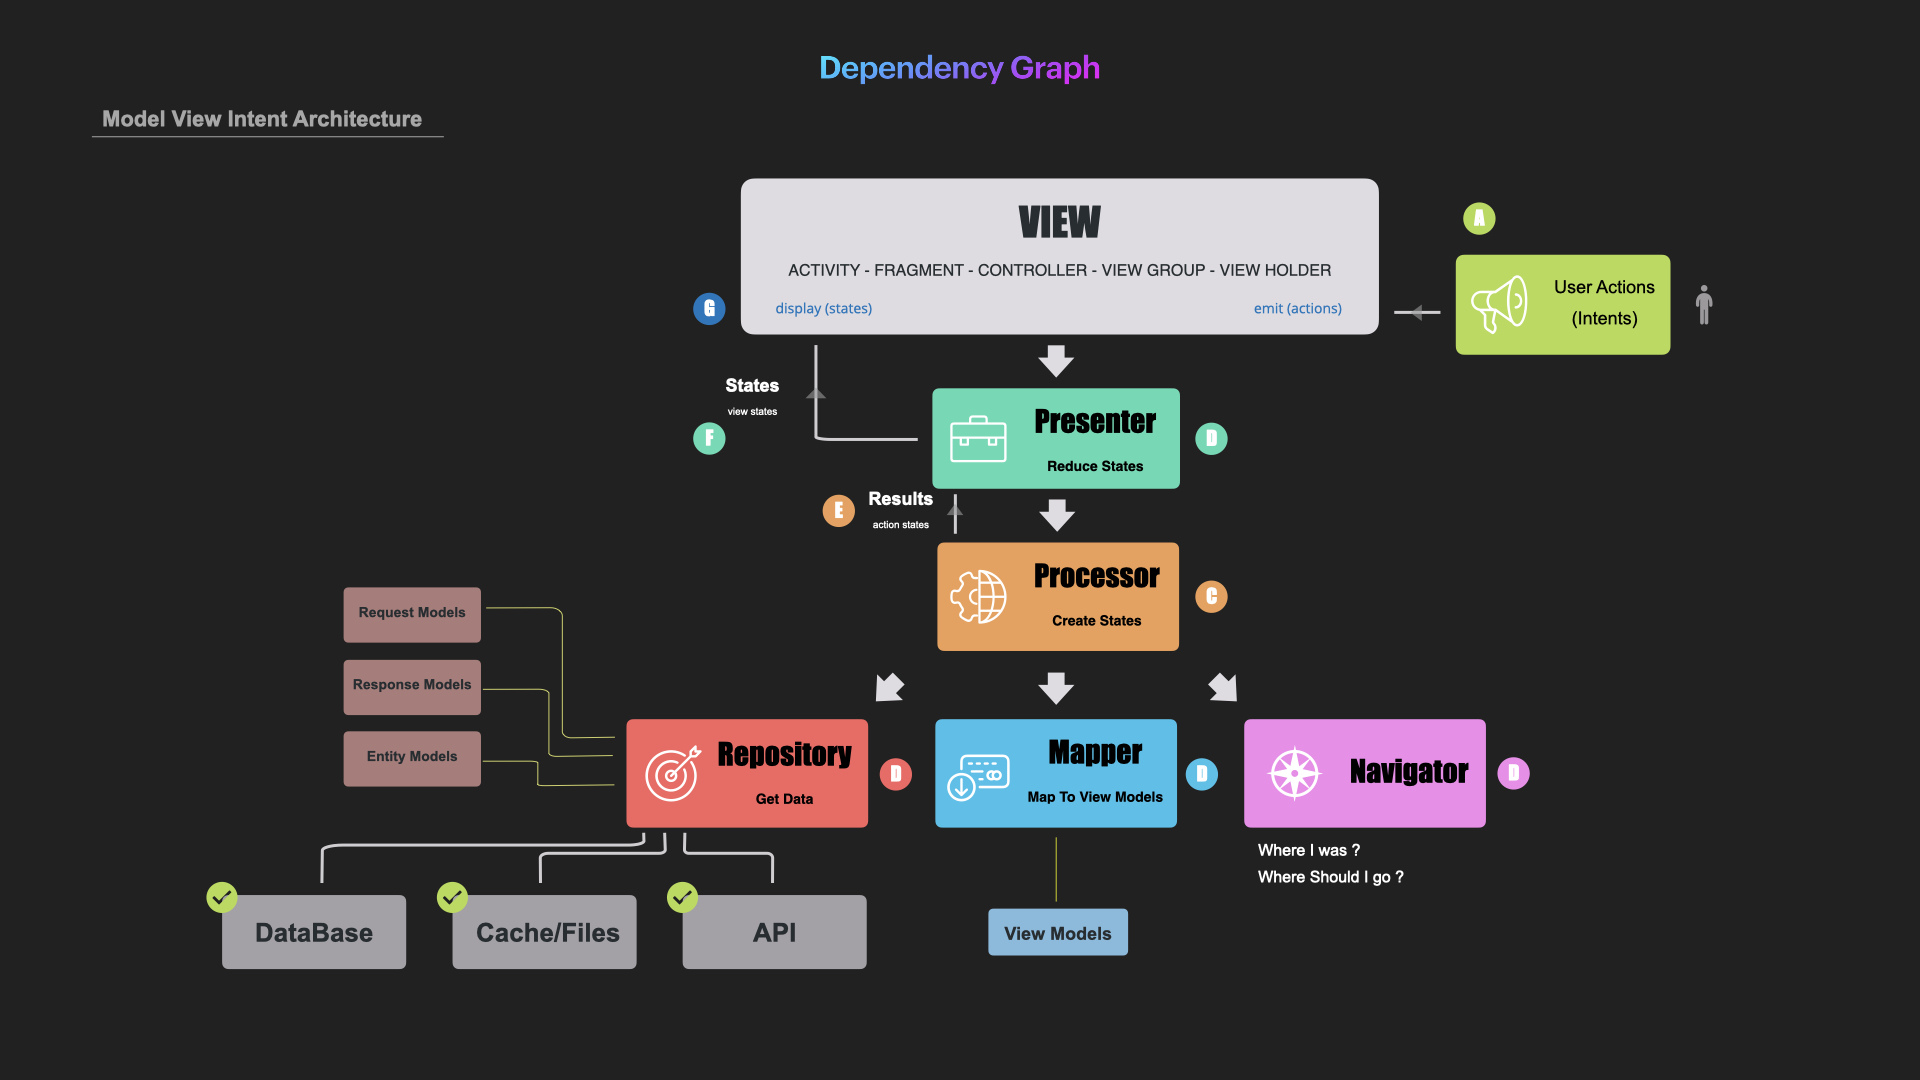 Dependency Graph
Model View Intent Architecture
VIEW
ACTIVITY - FRAGMENT - CONTROLLER - VIEW GROUP - VIEW HOLDER
display (states)
emit (actions)
G
A
User Actions
(Intents)
States
view states
F
Presenter
Reduce States
D
E
Results
action states
Processor
Create States
C
Request Models
Response Models
Entity Models
Repository
Get Data
D
Mapper
Map To View Models
D
Navigator
D
Where I was ?
Where Should I go ?
DataBase
Cache/Files
API
View Models